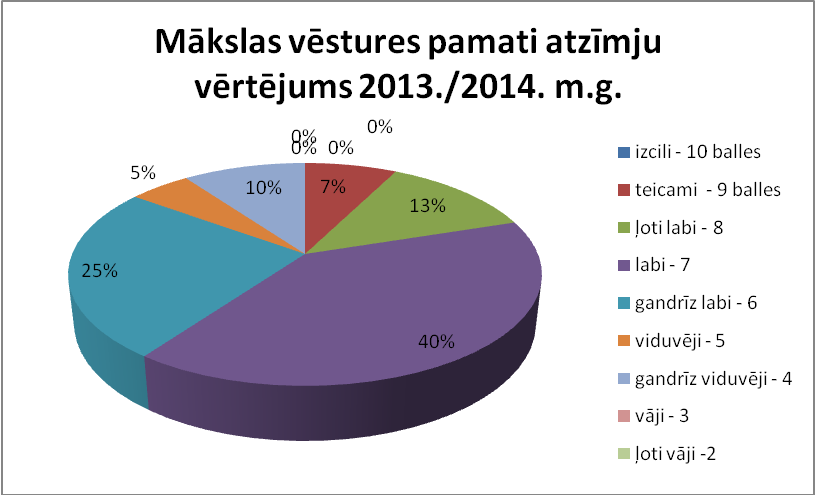 Mākslas vēstures pamati atzīmju
vērtējums 2013./2014. m.g.
0%
0%
0%
0%
5%
10%
7%
13%
25%
40%
izcili - 10 balles
teicami  - 9 balles
ļoti labi - 8
labi - 7
gandrīz labi - 6
viduvēji - 5
gandrīz viduvēji - 4
vāji - 3
ļoti vāji -2